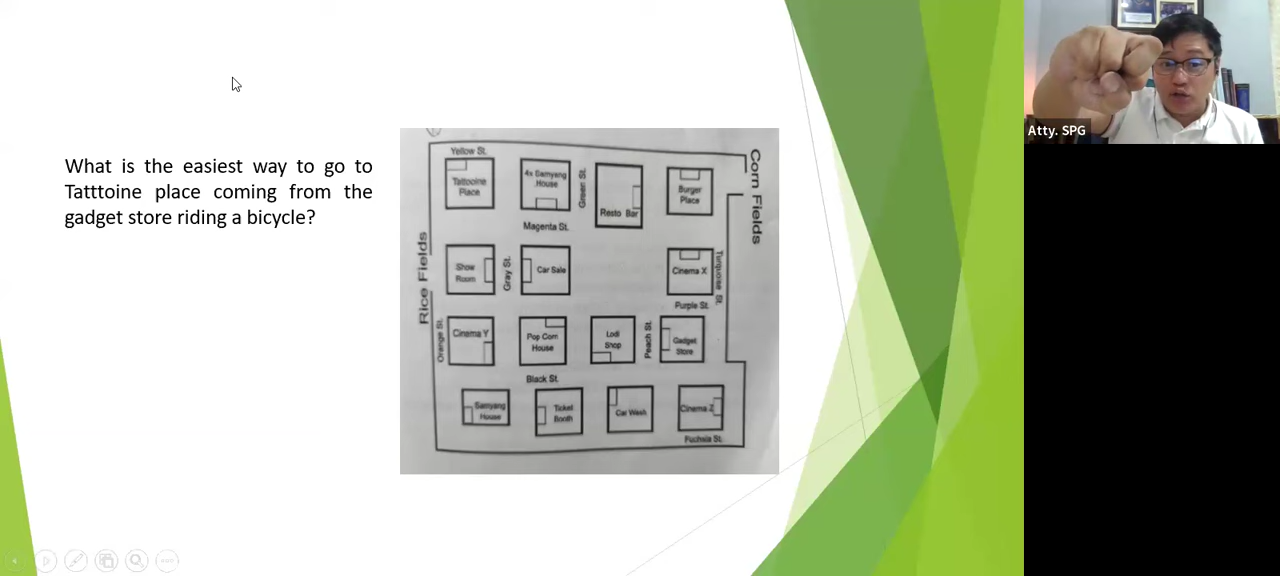 What is the easiest way to go to
Tatttoine place coming from the
gadget store riding a bicycle?
Yellow St.
Tattooine
Place
4x Samyang
House
Green St.
Resto Bar
Burger
Place
Corn Fields
Magenta St.
Rice Fields
Show
Room
Gray St.
Car Sale
Cinema X
Turquoise St.
Purple St.
Orange St.
Cinema Y
Pop Corn
House
Lodi
Shop
Peach St.
Gadget
Store
Black St.
Samyang
House
Ticket
Booth
Car Wash
Cinema Z
Fuchsia St.
Atty. SPG